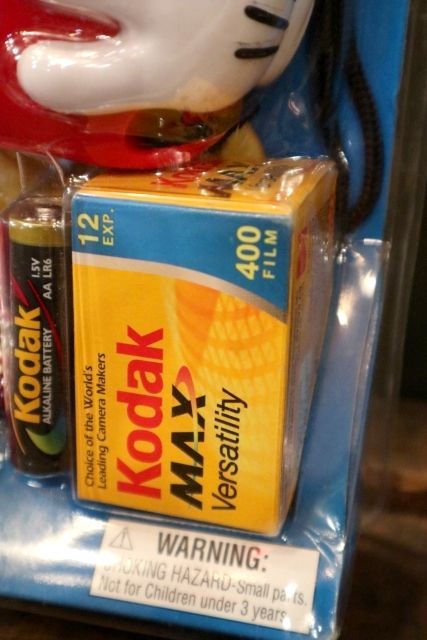 12 EXP.
400 FILM
Choice of the World's
Leading Camera Makers
Kodak
MAX
Versatility
Kodak
ALKALINE BATTERY
1.5V
AA LR6
WARNING:
CHOKING HAZARD-Small parts.
Not for Children under 3 years